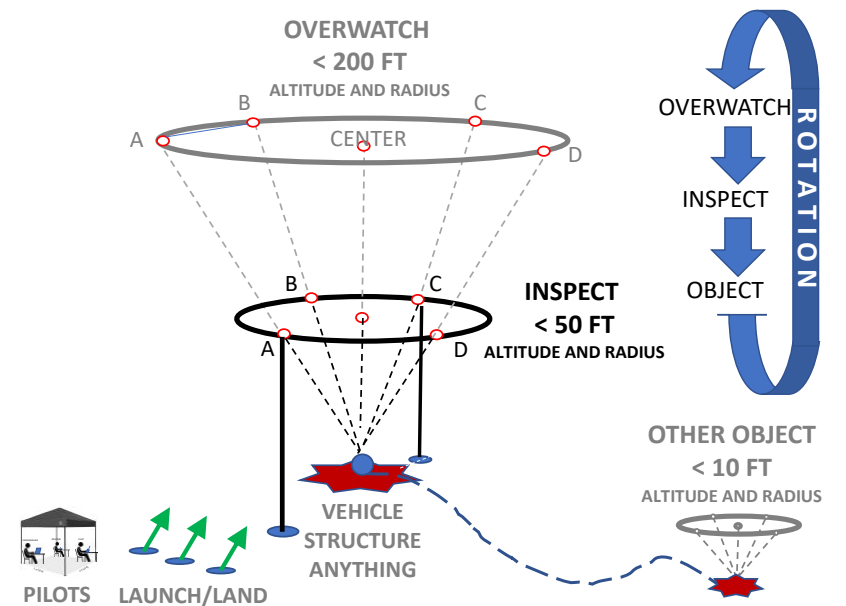 OVERWATCH
< 200 FT
ALTITUDE AND RADIUS
A
B
C
D
CENTER
B
C
A
D
INSPECT
< 50 FT
ALTITUDE AND RADIUS
OVERWATCH
INSPECT
OBJECT
ROTATION
OTHER OBJECT
< 10 FT
ALTITUDE AND RADIUS
VEHICLE
STRUCTURE
ANYTHING
PILOTS
LAUNCH/LAND